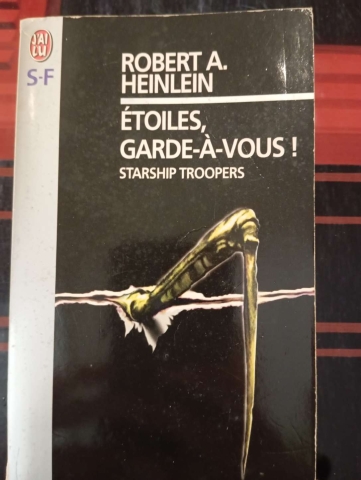 J'AI
LU
S-F
ROBERT A.
HEINLEIN
ÉTOILES,
GARDE-À-VOUS !
STARSHIP TROOPERS